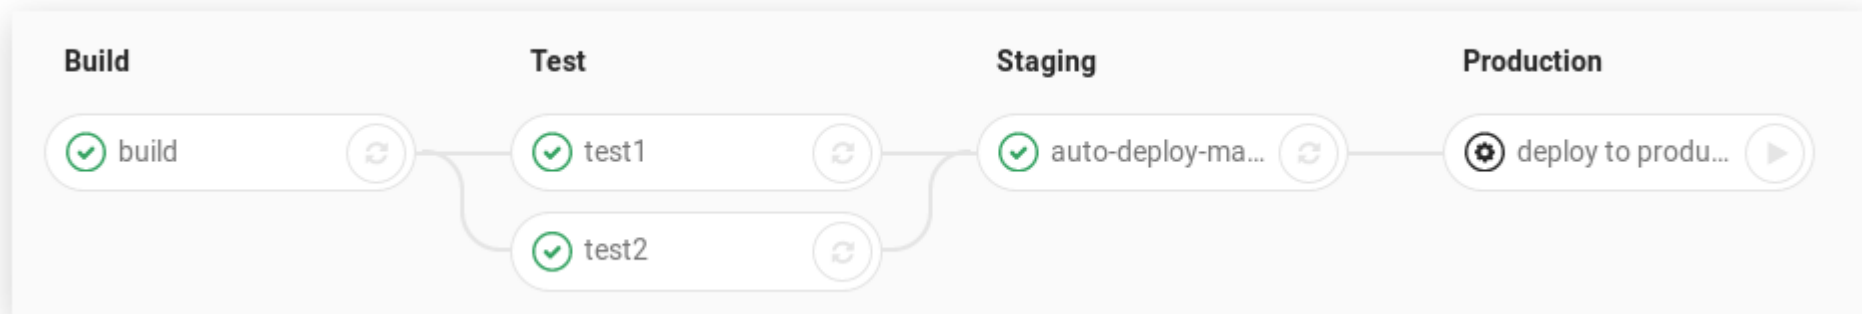 Build
Test
Staging
Production
build
test1
auto-deploy-ma...
deploy to produ...
test2